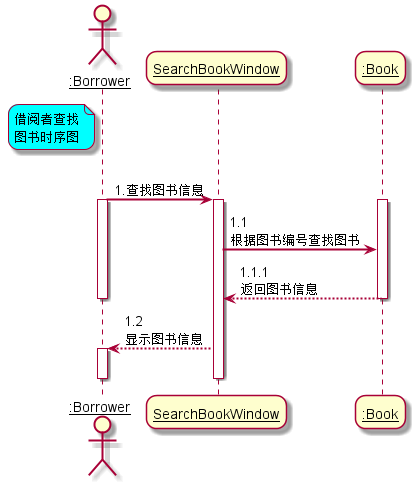 :Borrower
SearchBookWindow
:Book
借阅者查找
图书时序图
1.查找图书信息
1.1
根据图书编号查找图书
1.1.1
返回图书信息
1.2
显示图书信息
:Borrower
SearchBookWindow
:Book